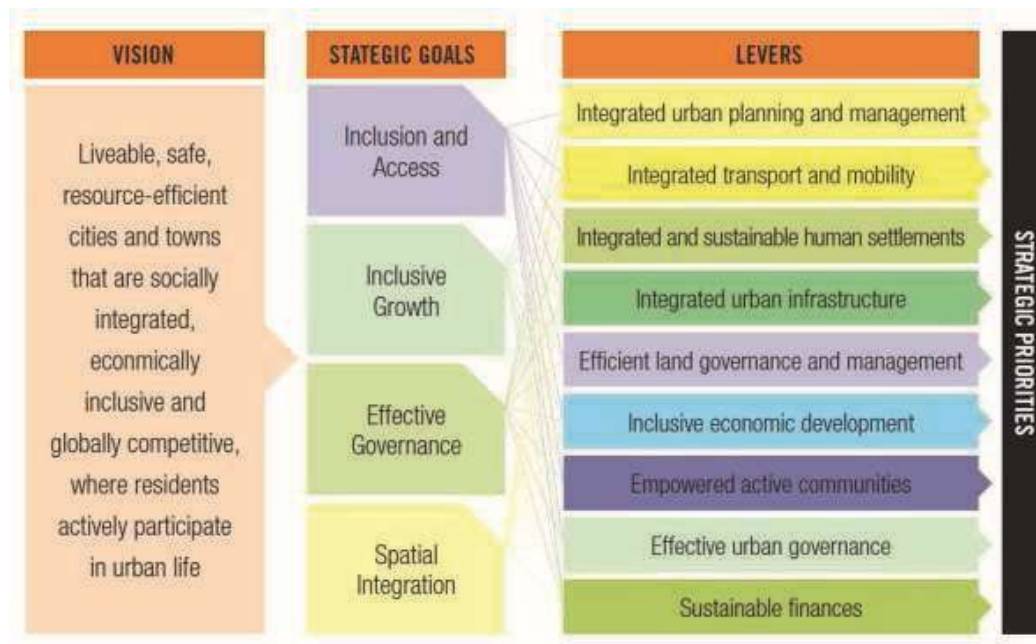 VISION
Liveable, safe,
resource-efficient
cities and towns
that are socially
integrated,
econmically
inclusive and
globally competitive,
where residents
actively participate
in urban life
STATEGIC GOALS
Inclusion and
Access
Inclusive
Growth
Effective
Governance
Spatial
Integration
LEVERS
Integrated urban planning and management
Integrated transport and mobility
Integrated and sustainable human settlements
Integrated urban infrastructure
Efficient land governance and management
Inclusive economic development
Empowered active communities
Effective urban governance
Sustainable finances
STRATEGIC PRIORITIES